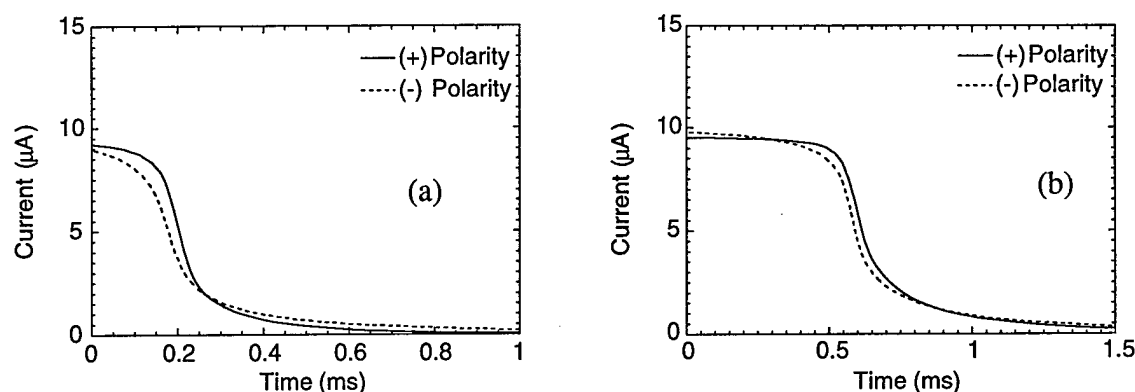 15
(+) Polarity
(-) Polarity
10
Current (μA)
(a)
5
0
0 0.2 0.4 0.6 0.8 1
Time (ms)
15
(+) Polarity
(-) Polarity
10
Current (μA)
(b)
5
0
0 0.5 1 1.5
Time (ms)